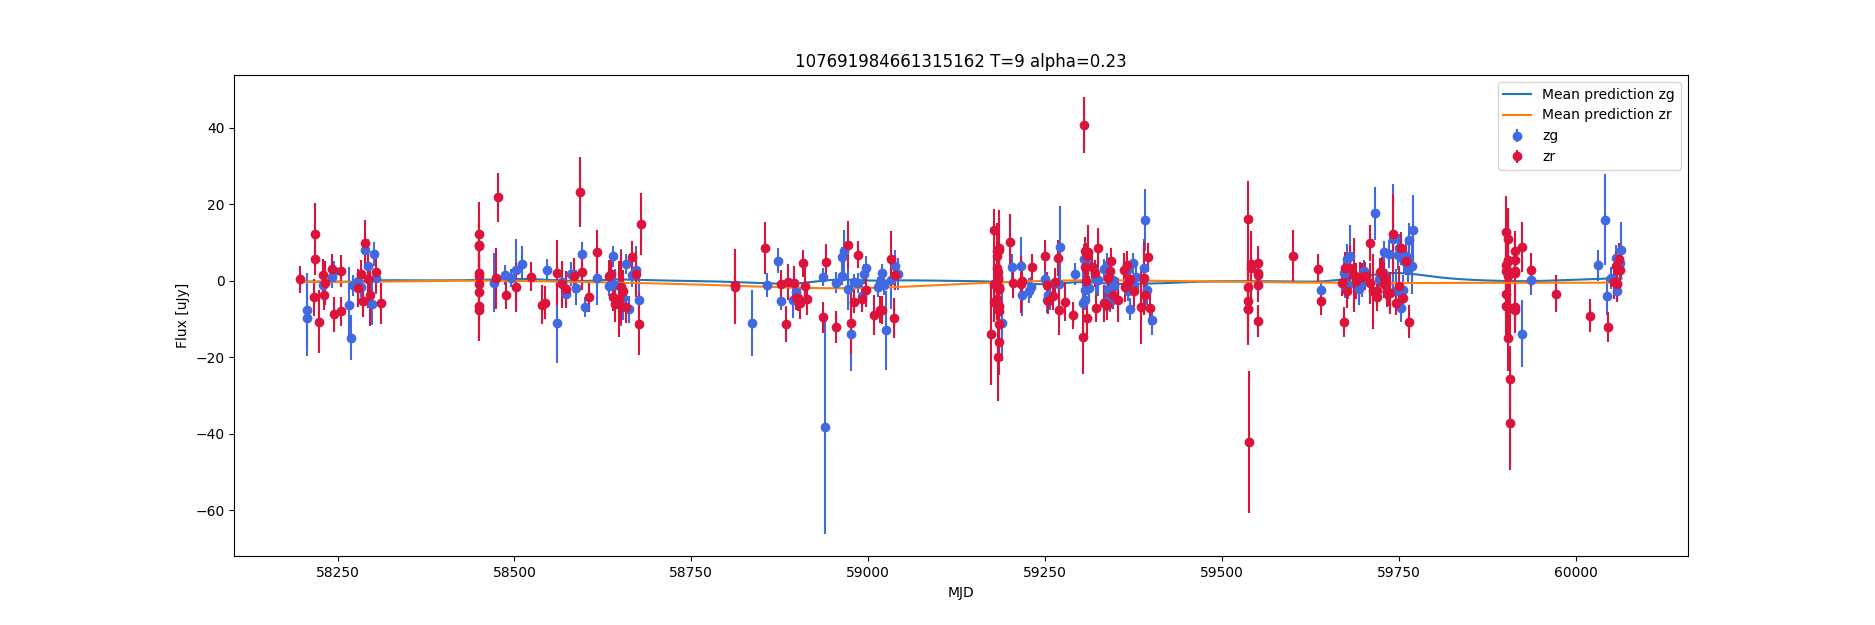 107691984661315162 T=9 alpha=0.23
Mean prediction zg
Mean prediction zr
zg
zr
Flux [uJy]
40
20
0
−20
−40
−60
58250 58500 58750 59000 59250 59500 59750 60000
MJD